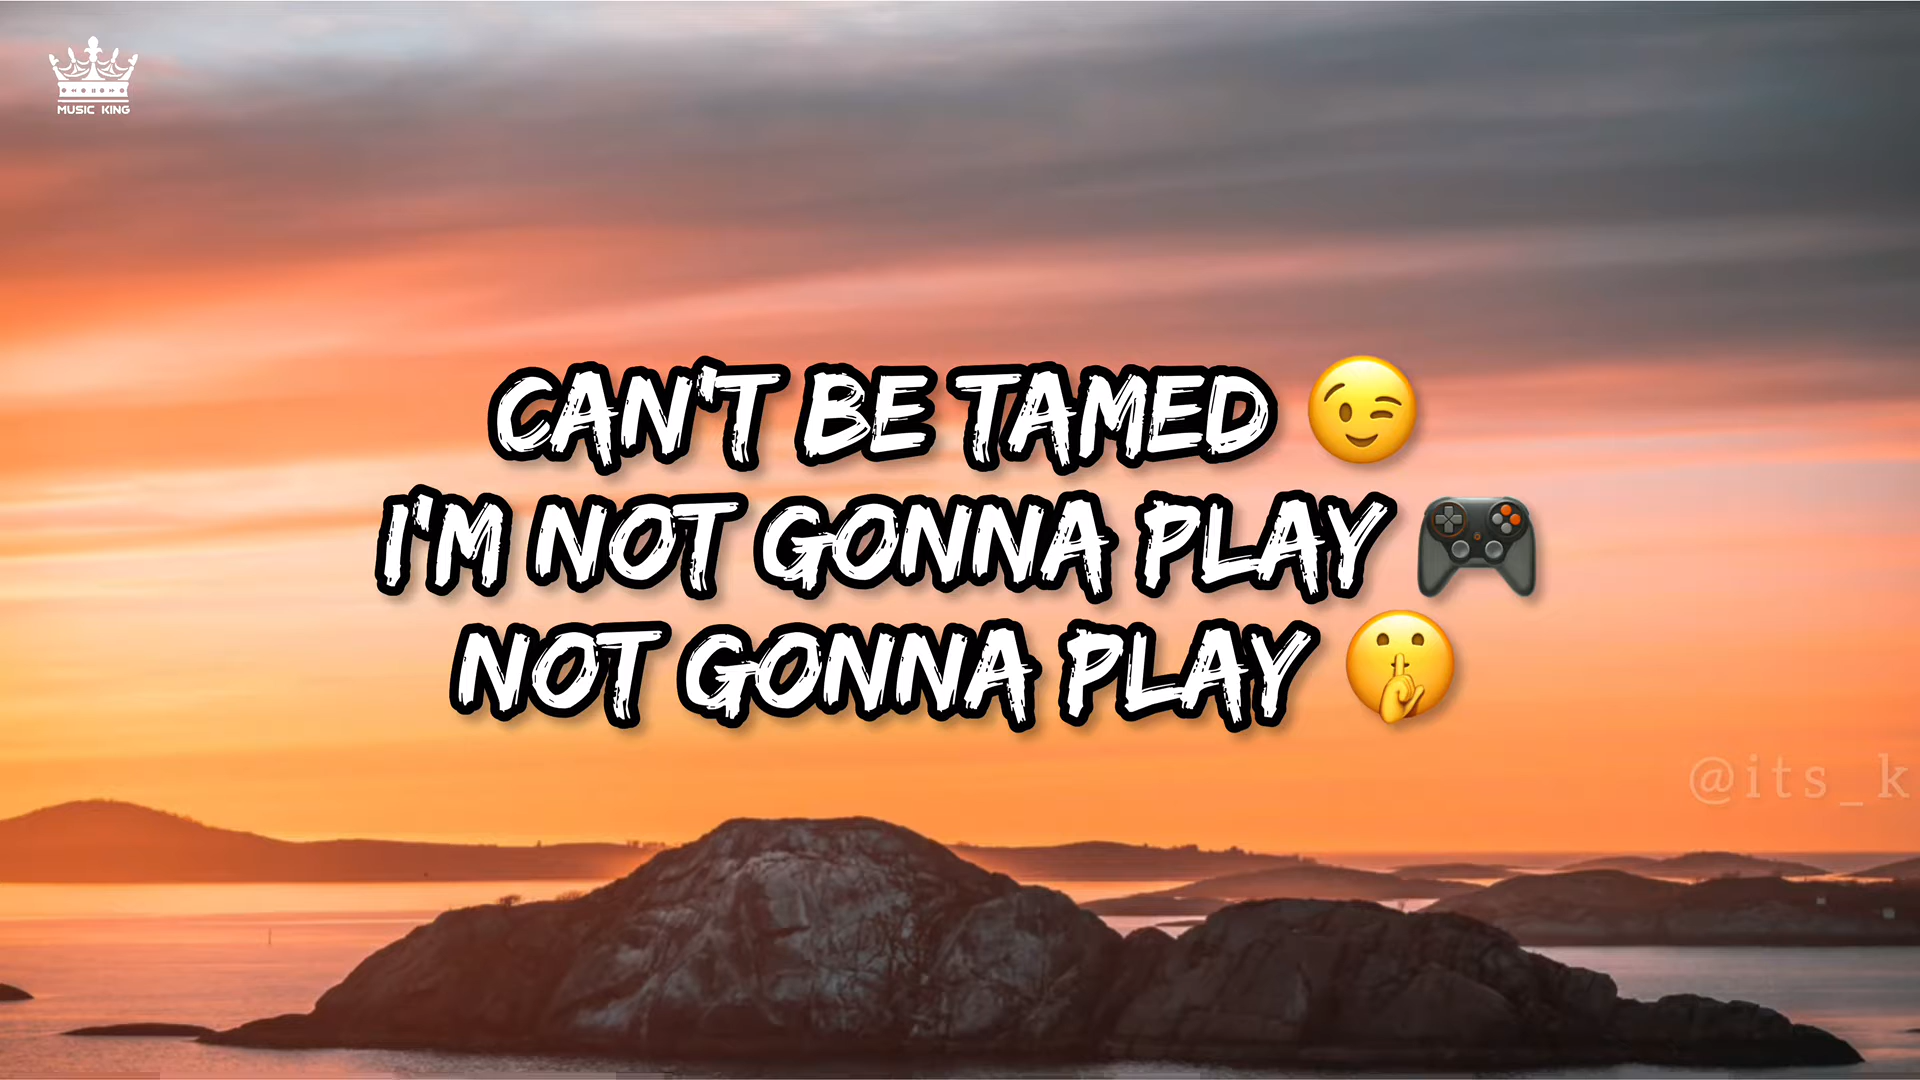 MUSIC KING
CAN'T BE TAMED 😉
I'M NOT GONNA PLAY 🎮
NOT GONNA PLAY 🤫
@its_k